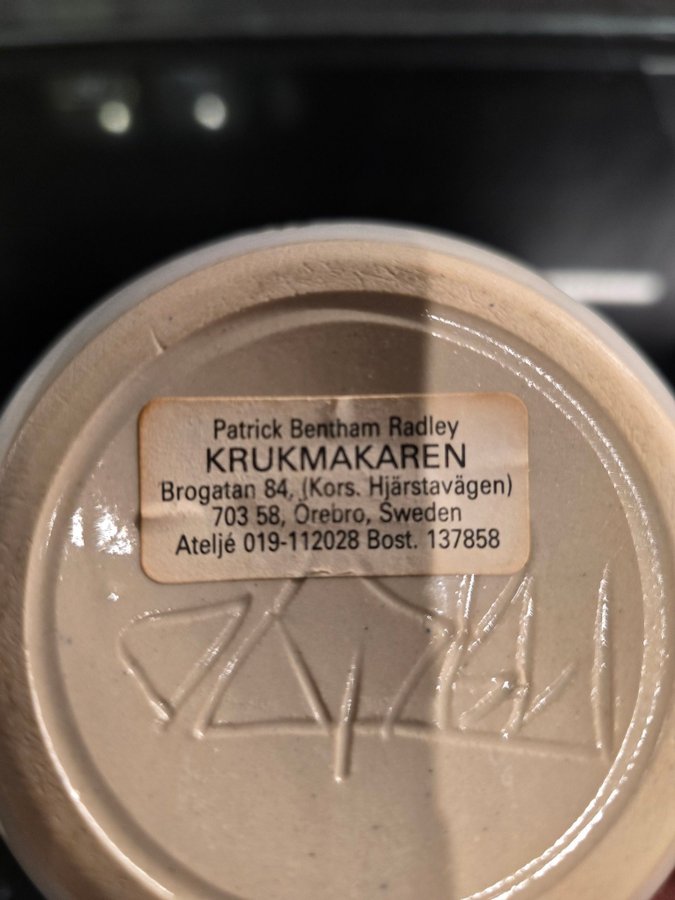 Patrick Bentham Radley
KRUKMAKAREN
Brogatan 84, (Kors. Hjärstavägen)
703 58, Örebro, Sweden
Ateljé 019-112028 Bost. 137858